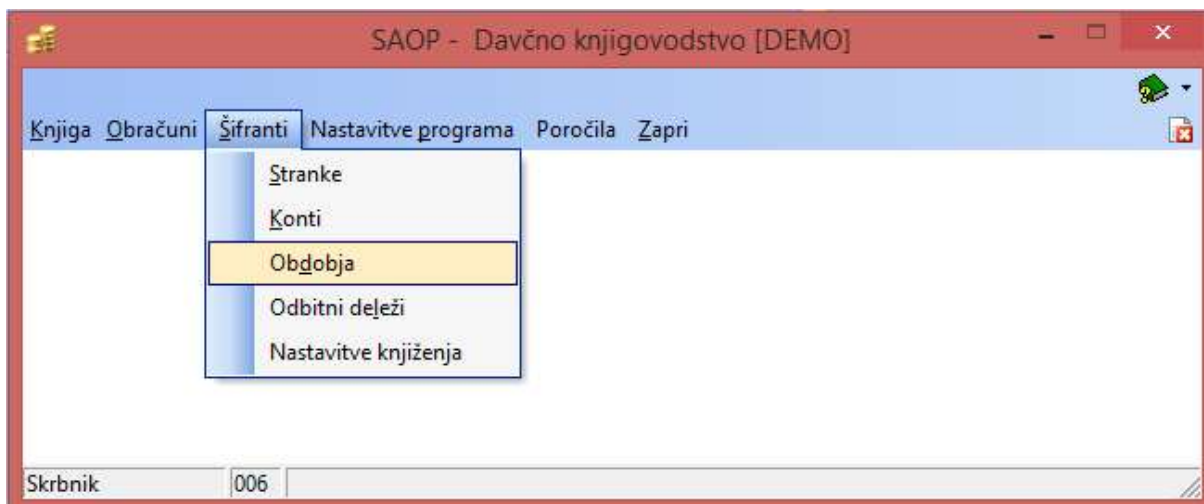 SAOP - Davčno knjigovodstvo [DEMO]
Knjiga Obračuni Šifranti Nastavitve programa Poročila Zapri
Stranke
Konti
Obdobja
Odbitni deleži
Nastavitve knjiženja
Skrbnik 006